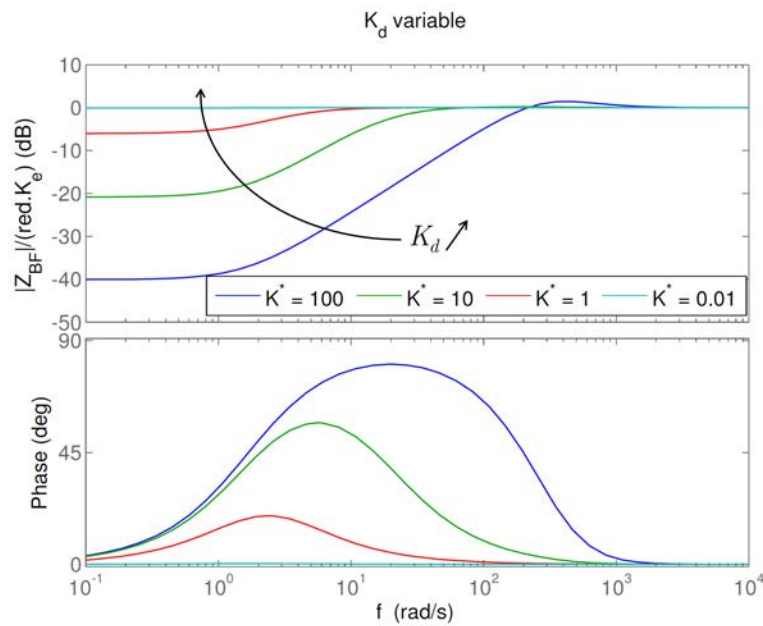 K_d variable
|Z_BF|/(red.K_e) (dB)
10
0
-10
-20
-30
-40
-50
K_d ↗
K* = 100 K* = 10 K* = 1 K* = 0.01
Phase (deg)
90
45
0
10^-1 10^0 10^1 10^2 10^3 10^4
f (rad/s)